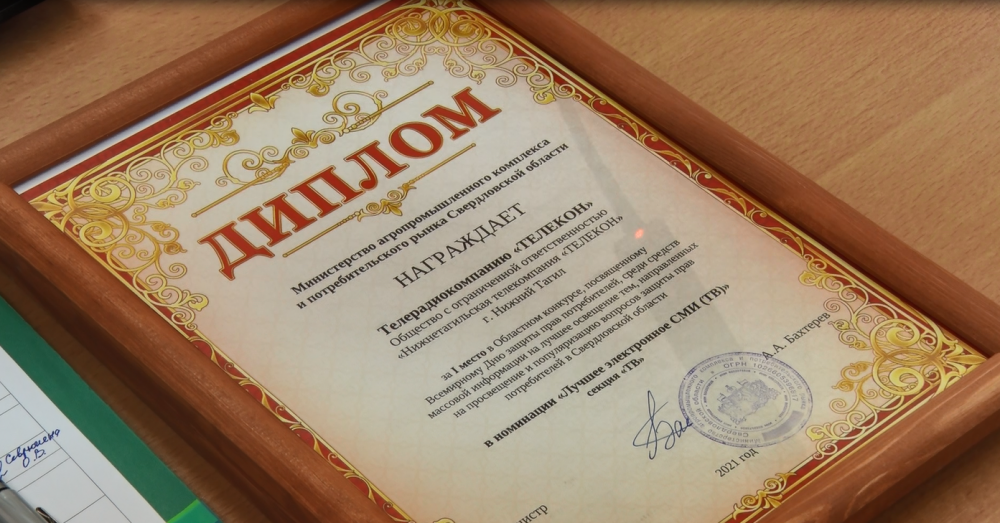 ДИПЛОМ
Министерство агропромышленного комплекса
и потребительского рынка Свердловской области
НАГРАЖДАЕТ
Телерадиокомпанию «ТЕЛЕКОН»
Общество с ограниченной ответственностью
«Нижнетагильская телекомпания «ТЕЛЕКОН»
г. Нижний Тагил
за 1 место в Областном конкурсе, посвященному
Всемирному Дню защиты прав потребителей, среди средств
массовой информации на лучшее освещение тем, направленных
на просвещение и популяризацию вопросов защиты прав
потребителей в Свердловской области
в номинации «Лучшее электронное СМИ (ТВ)»
секция «ТВ»
А.А. Бахтерев
2021 год